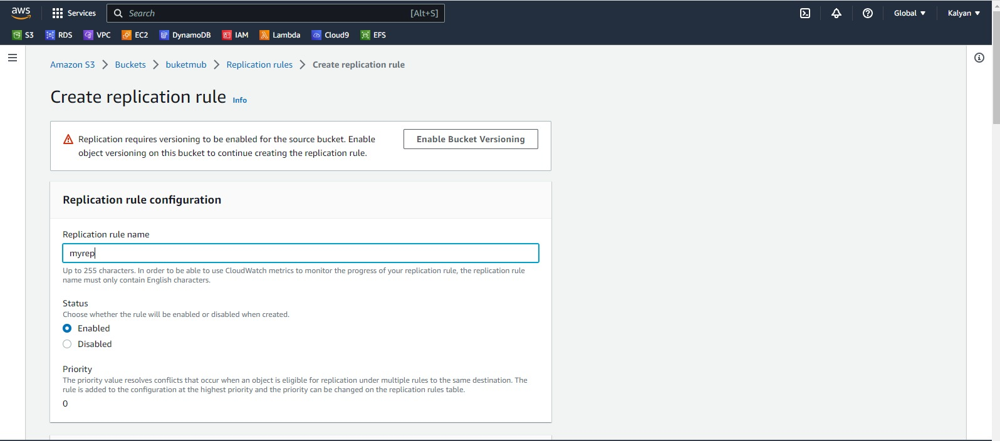 aws Services Search [Alt+S] Global Kalyan
S3 RDS VPC EC2 DynamoDB IAM Lambda Cloud9 EFS
Amazon S3 > Buckets > buketmub > Replication rules > Create replication rule
Create replication rule Info
Replication requires versioning to be enabled for the source bucket. Enable
object versioning on this bucket to continue creating the replication rule.
Enable Bucket Versioning
Replication rule configuration
Replication rule name
myrep
Up to 255 characters. In order to be able to use CloudWatch metrics to monitor the progress of your replication rule, the replication rule
name must only contain English characters.
Status
Choose whether the rule will be enabled or disabled when created.
Enabled
Disabled
Priority
The priority value resolves conflicts that occur when an object is eligible for replication under multiple rules to the same destination. The
rule is added to the configuration at the highest priority and the priority can be changed on the replication rules table.
0